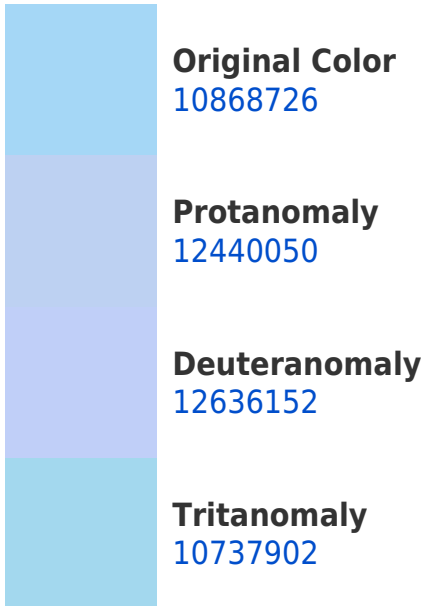 Original Color
10868726
Protanomaly
12440050
Deuteranomaly
12636152
Tritanomaly
10737902